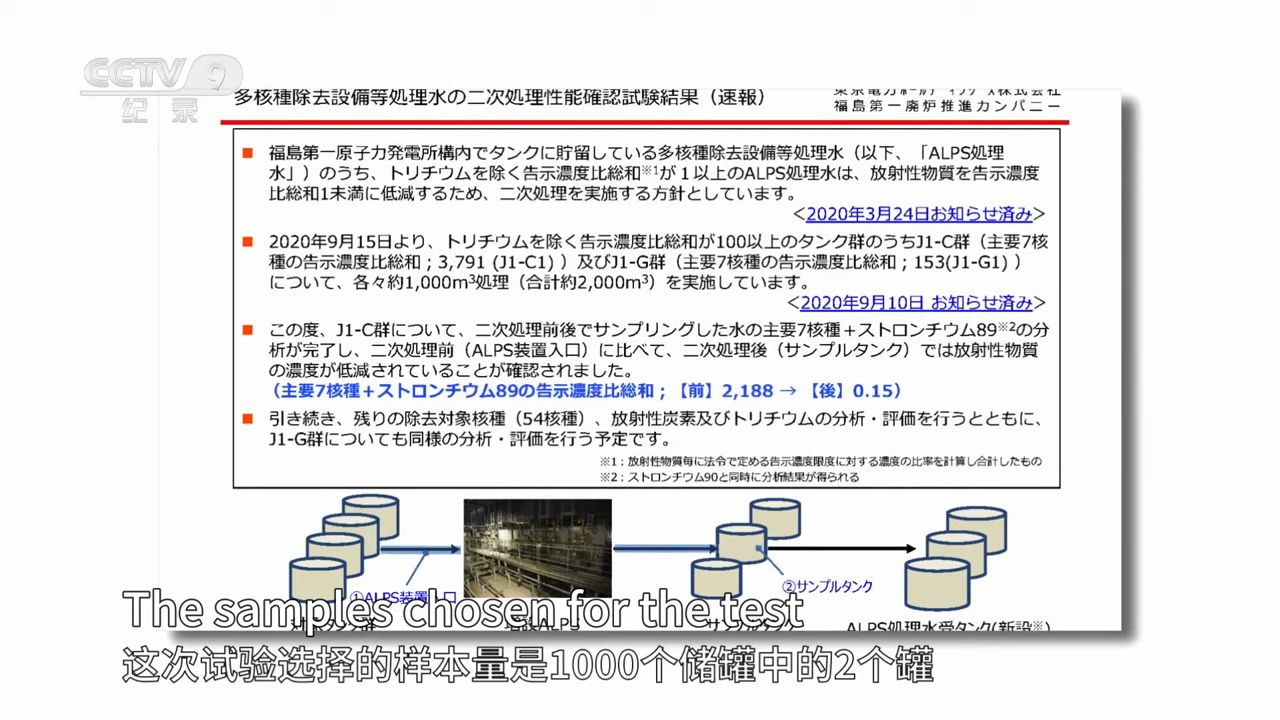 CCTV 9
纪录
多核種除去設備等処理水の二次処理性能確認試験結果（速報）
東京電力ホールディングス株式会社
福島第一廃炉推進カンパニー
福島第一原子力発電所構内でタンクに貯留している多核種除去設備等処理水（以下、「ALPS処理
水」）のうち、トリチウムを除く告示濃度比総和※1が１以上のALPS処理水は、放射性物質を告示濃度
比総和1未満に低減するため、二次処理を実施する方針としています。
＜2020年3月24日お知らせ済み＞
2020年9月15日より、トリチウムを除く告示濃度比総和が100以上のタンク群のうちJ1-C群（主要7核
種の告示濃度比総和；3,791 (J1-C1) ）及びJ1-G群（主要7核種の告示濃度比総和；153(J1-G1) ）
について、各々約1,000m³処理（合計約2,000m³）を実施しています。
＜2020年9月10日 お知らせ済み＞
この度、J1-C群について、二次処理前後でサンプリングした水の主要7核種＋ストロンチウム89※2の分
析が完了し、二次処理前（ALPS装置入口）に比べて、二次処理後（サンプルタンク）では放射性物質
の濃度が低減されていることが確認されました。
（主要7核種＋ストロンチウム89の告示濃度比総和；【前】2,188 → 【後】0.15）
引き続き、残りの除去対象核種（54核種）、放射性炭素及びトリチウムの分析・評価を行うとともに、
J1-G群についても同様の分析・評価を行う予定です。
※1：放射性物質毎に法令で定める告示濃度限度に対する濃度の比率を計算し合計したもの
※2：ストロンチウム90と同時に分析結果が得られる
①ALPS装置入口
②サンプルタンク
サンプルタンク
ALPS処理水受タンク(新設※)
The samples chosen for the test
这次试验选择的样本量是1000个储罐中的2个罐